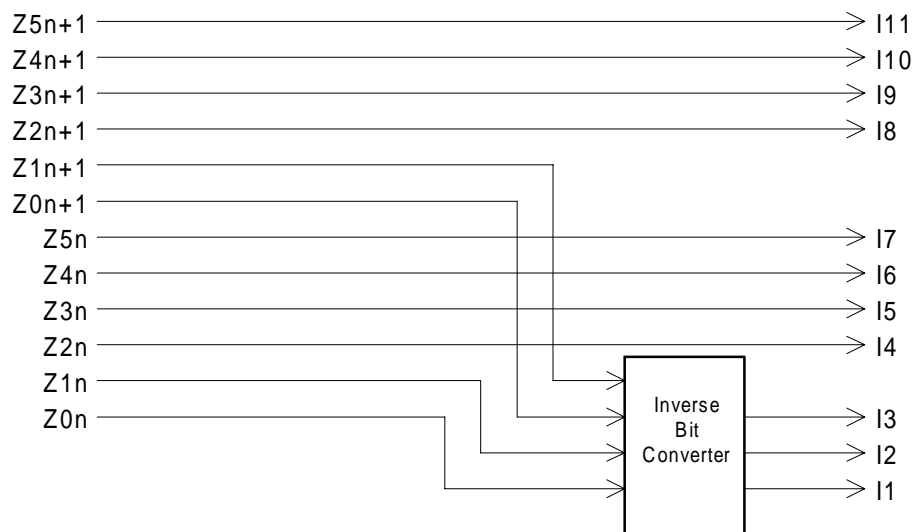 Z5n+1 I11
Z4n+1 I10
Z3n+1 I9
Z2n+1 I8
Z1n+1
Z0n+1
Z5n I7
Z4n I6
Z3n I5
Z2n I4
Z1n
Z0n
Inverse
Bit
Converter
I3
I2
I1